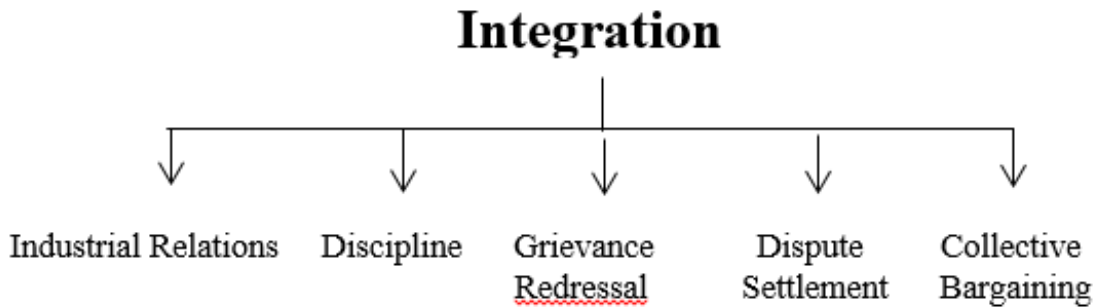 Integration
Industrial Relations
Discipline
Grievance
Redressal
Dispute
Settlement
Collective
Bargaining